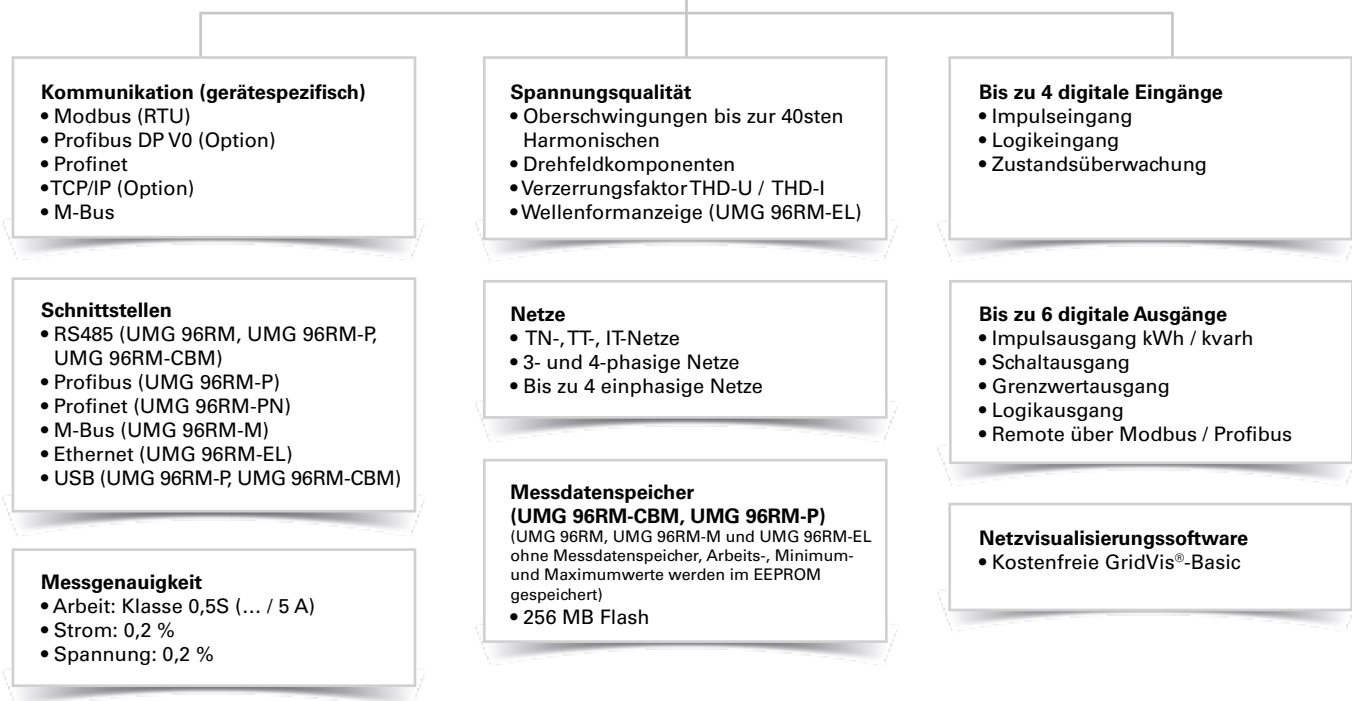 Kommunikation (gerätespezifisch)
• Modbus (RTU)
• Profibus DP V0 (Option)
• Profinet
•TCP/IP (Option)
• M-Bus
Schnittstellen
• RS485 (UMG 96RM, UMG 96RM-P,
UMG 96RM-CBM)
• Profibus (UMG 96RM-P)
• Profinet (UMG 96RM-PN)
• M-Bus (UMG 96RM-M)
• Ethernet (UMG 96RM-EL)
• USB (UMG 96RM-P, UMG 96RM-CBM)
Messgenauigkeit
• Arbeit: Klasse 0,5S (… / 5 A)
• Strom: 0,2 %
• Spannung: 0,2 %
Spannungsqualität
• Oberschwingungen bis zur 40sten
Harmonischen
• Drehfeldkomponenten
• Verzerrungsfaktor THD-U / THD-I
• Wellenformanzeige (UMG 96RM-EL)
Netze
• TN-, TT-, IT-Netze
• 3- und 4-phasige Netze
• Bis zu 4 einphasige Netze
Messdatenspeicher
(UMG 96RM-CBM, UMG 96RM-P)
(UMG 96RM, UMG 96RM-M und UMG 96RM-EL
ohne Messdatenspeicher, Arbeits-, Minimum-
und Maximumwerte werden im EEPROM
gespeichert)
• 256 MB Flash
Bis zu 4 digitale Eingänge
• Impulseingang
• Logikeingang
• Zustandsüberwachung
Bis zu 6 digitale Ausgänge
• Impulsausgang kWh / kvarh
• Schaltausgang
• Grenzwertausgang
• Logikausgang
• Remote über Modbus / Profibus
Netzvisualisierungssoftware
• Kostenfreie GridVis®-Basic